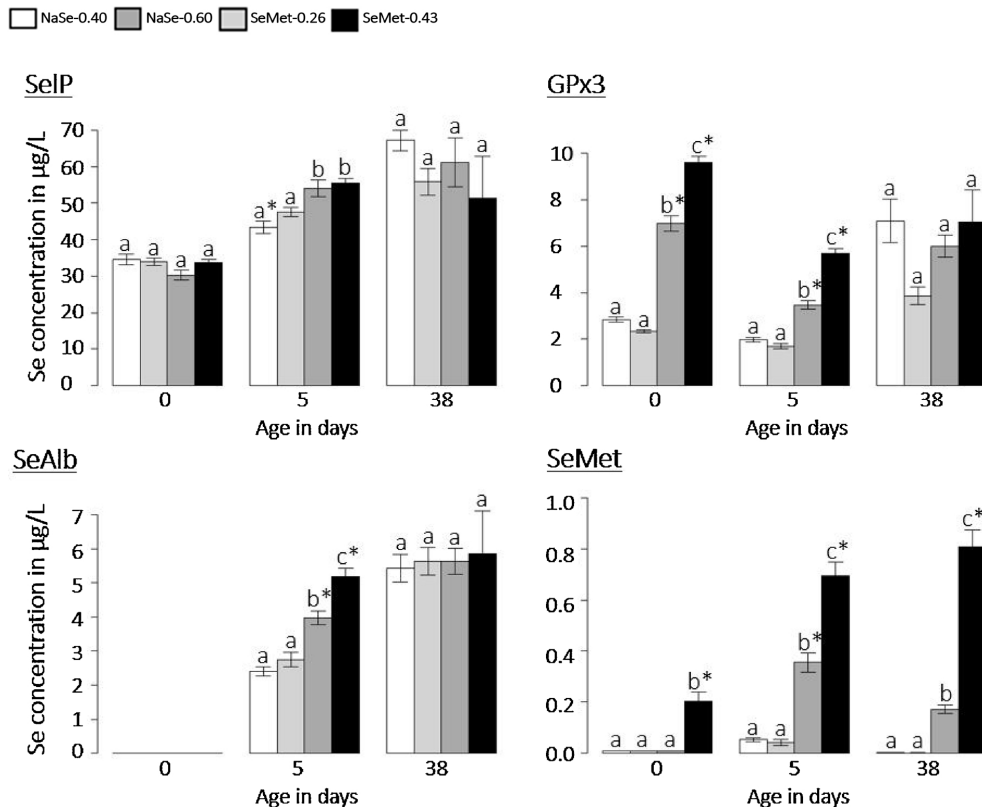 NaSe-0.40 NaSe-0.60 SeMet-0.26 SeMet-0.43
SelP
Se concentration in µg/L
70
60
50
40
30
20
10
0
a a a a
a* a b b
a a a a
0 5 38
Age in days
GPx3
10
8
6
4
2
0
a a b* c*
a a b* c*
a a a a
0 5 38
Age in days
SeAlb
Se concentration in µg/L
7
6
5
4
3
2
1
0
a a b* c*
a a a a
0 5 38
Age in days
SeMet
1.0
0.8
0.6
0.4
0.2
0.0
a a a b*
a a b* c*
a a b c*
0 5 38
Age in days